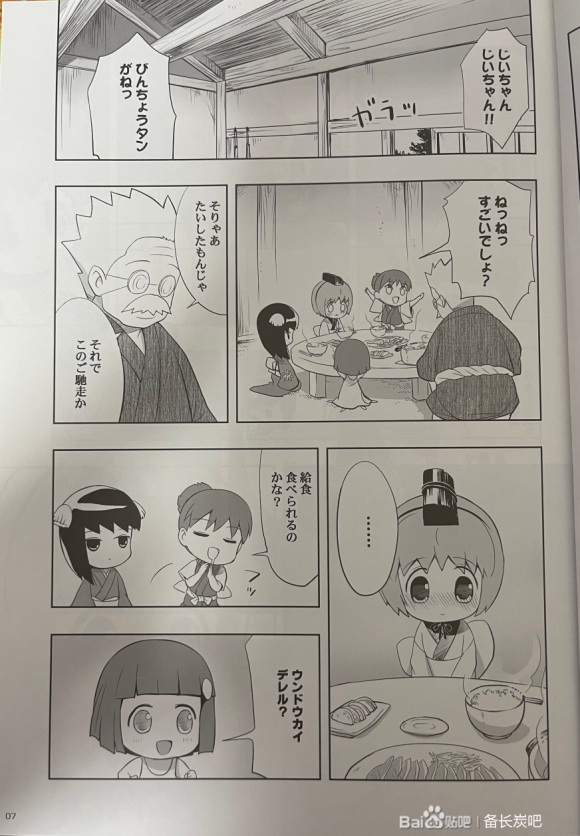 じいちゃん
じいちゃん!!
ガラッ
びんちょうタン
がねっ
ねっねっ
すごいでしょ?
そりゃあ
たいしたもんじゃ
それで
このご馳走か
……
給食
食べられるの
かな?
ウンドウカイ
デレル?
07
Bai贴吧 | 备长炭吧